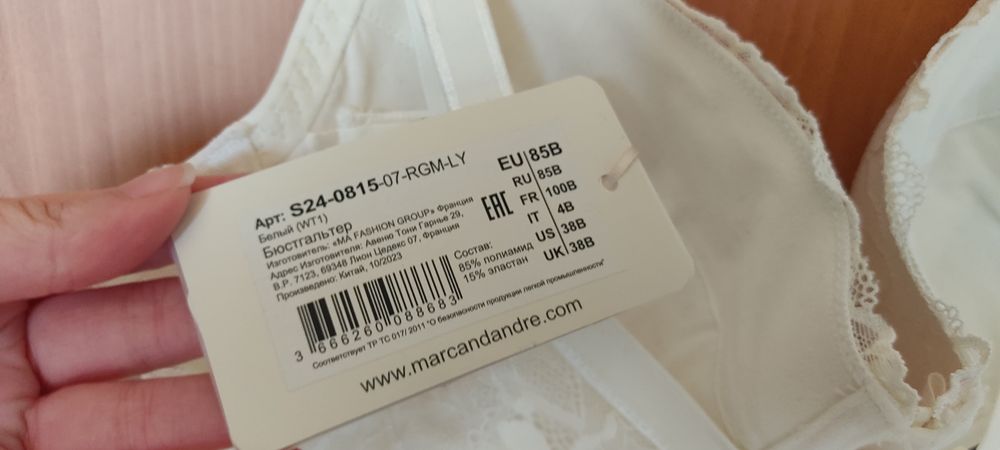 Арт: S24-0815-07-RGM-LY
Белый (WT1)
Бюстгальтер
Изготовитель: «MA FASHION GROUP» Франция
Адрес Изготовителя: Авеню Тони Гарнье 29,
B.P. 7123, 69348 Лион Цедекс 07, Франция
Произведено: Китай, 10/2023
EAC
EU 85B
RU 85B
FR 100B
IT 4B
US 38B
UK 38B
Состав:
85% полиамид
15% эластан
3 666260 088683
Соответствует ТР ТС 017/ 2011 "О безопасности продукции легкой промышленности"
www.marcandandre.com